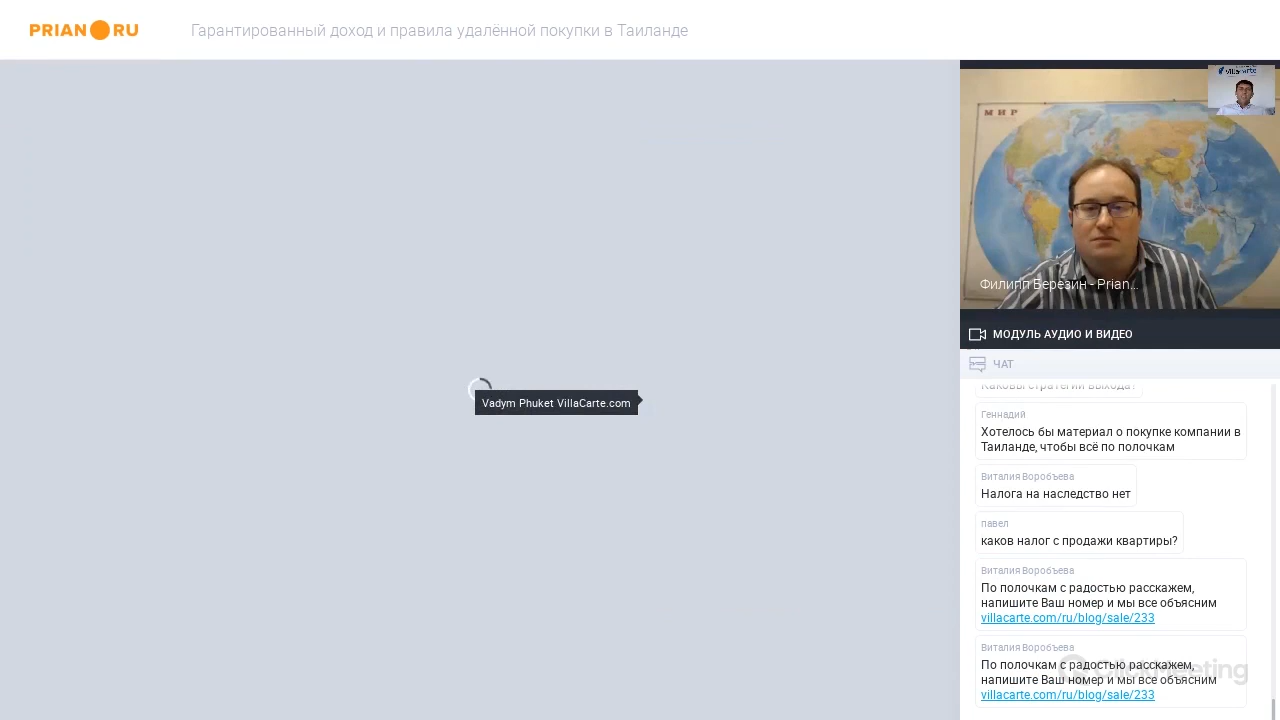 PRIAN RU
Гарантированный доход и правила удалённой покупки в Таиланде
villacarte
МИР
Филипп Березин - Prian...
МОДУЛЬ АУДИО И ВИДЕО
ЧАТ
Каковы стратегии выхода?
Геннадий
Хотелось бы материал о покупке компании в
Таиланде, чтобы всё по полочкам
Виталия Воробъева
Налога на наследство нет
павел
каков налог с продажи квартиры?
Виталия Воробъева
По полочкам с радостью расскажем,
напишите Ваш номер и мы все объясним
villacarte.com/ru/blog/sale/233
Виталия Воробъева
По полочкам с радостью расскажем,
напишите Ваш номер и мы все объясним
villacarte.com/ru/blog/sale/233
ClickMeeting
Vadym Phuket VillaCarte.com